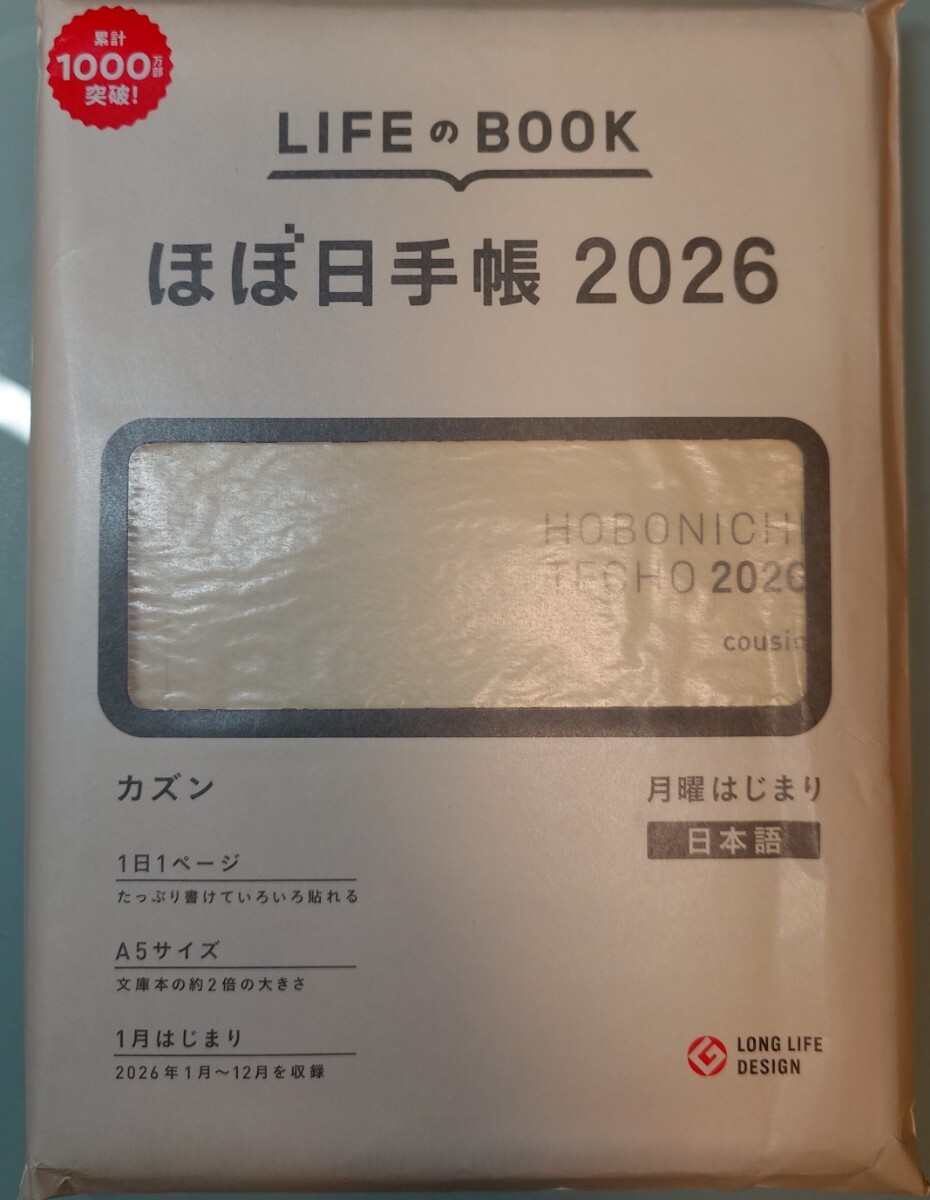 累計
1000万部
突破!
LIFEのBOOK
ほぼ日手帳 2026
HOBONICHI
TECHO 2026
cousin
カズン
月曜はじまり
日本語
1日1ページ
たっぷり書けていろいろ貼れる
A5サイズ
文庫本の約2倍の大きさ
1月はじまり
2026年1月〜12月を収録
LONG LIFE
DESIGN